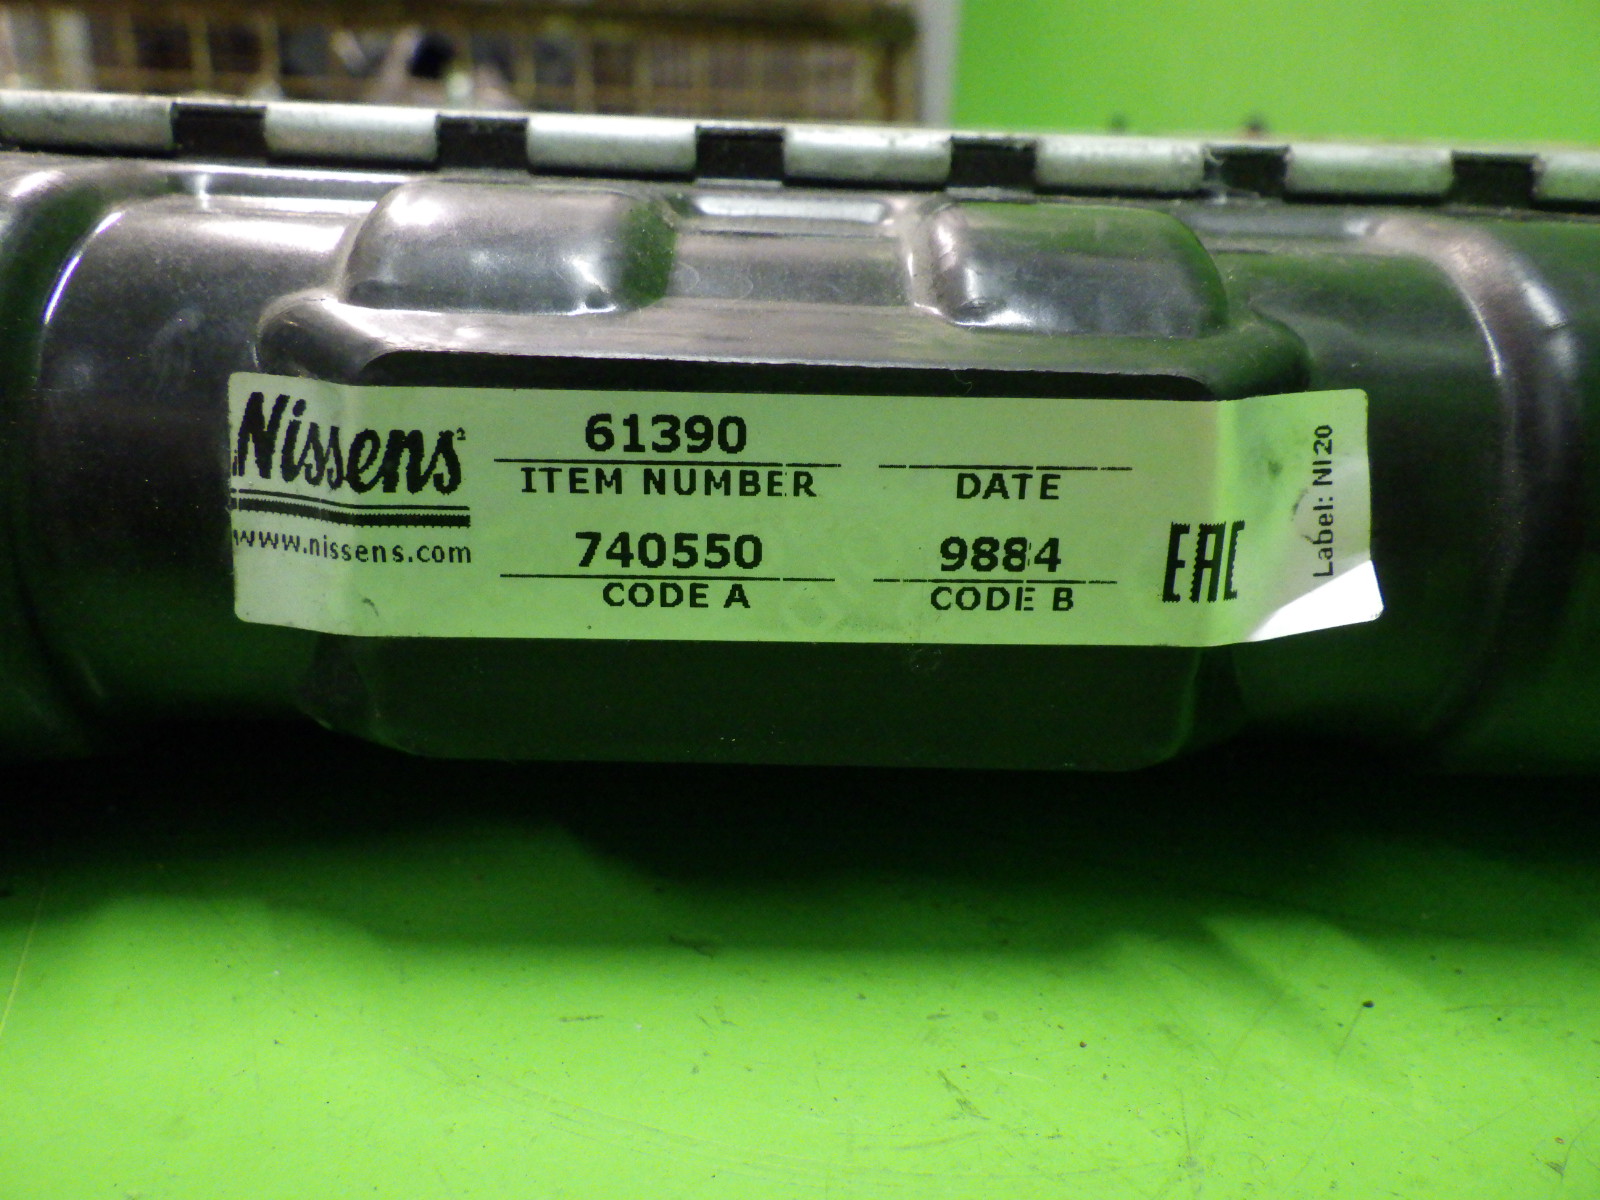 Nissens
www.nissens.com
61390
ITEM NUMBER
DATE
740550
CODE A
9884
CODE B
EAC
Label: NI20